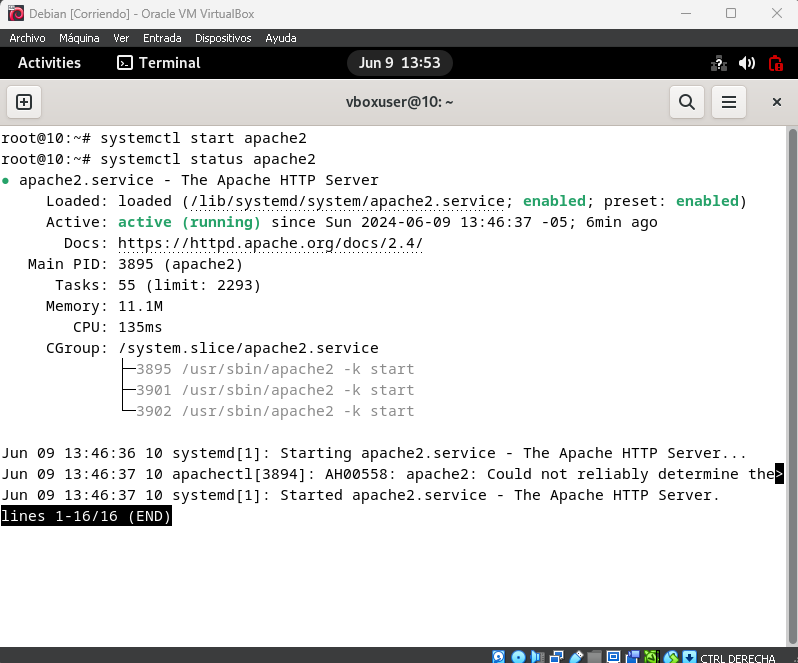 Debian [Corriendo] - Oracle VM VirtualBox
Archivo Máquina Ver Entrada Dispositivos Ayuda
Activities Terminal Jun 9 13:53
vboxuser@10: ~
root@10:~# systemctl start apache2
root@10:~# systemctl status apache2
● apache2.service - The Apache HTTP Server
Loaded: loaded (/lib/systemd/system/apache2.service; enabled; preset: enabled)
Active: active (running) since Sun 2024-06-09 13:46:37 -05; 6min ago
Docs: https://httpd.apache.org/docs/2.4/
Main PID: 3895 (apache2)
Tasks: 55 (limit: 2293)
Memory: 11.1M
CPU: 135ms
CGroup: /system.slice/apache2.service
├─3895 /usr/sbin/apache2 -k start
├─3901 /usr/sbin/apache2 -k start
└─3902 /usr/sbin/apache2 -k start
Jun 09 13:46:36 10 systemd[1]: Starting apache2.service - The Apache HTTP Server...
Jun 09 13:46:37 10 apachectl[3894]: AH00558: apache2: Could not reliably determine the>
Jun 09 13:46:37 10 systemd[1]: Started apache2.service - The Apache HTTP Server.
lines 1-16/16 (END)
CTRL DERECHA